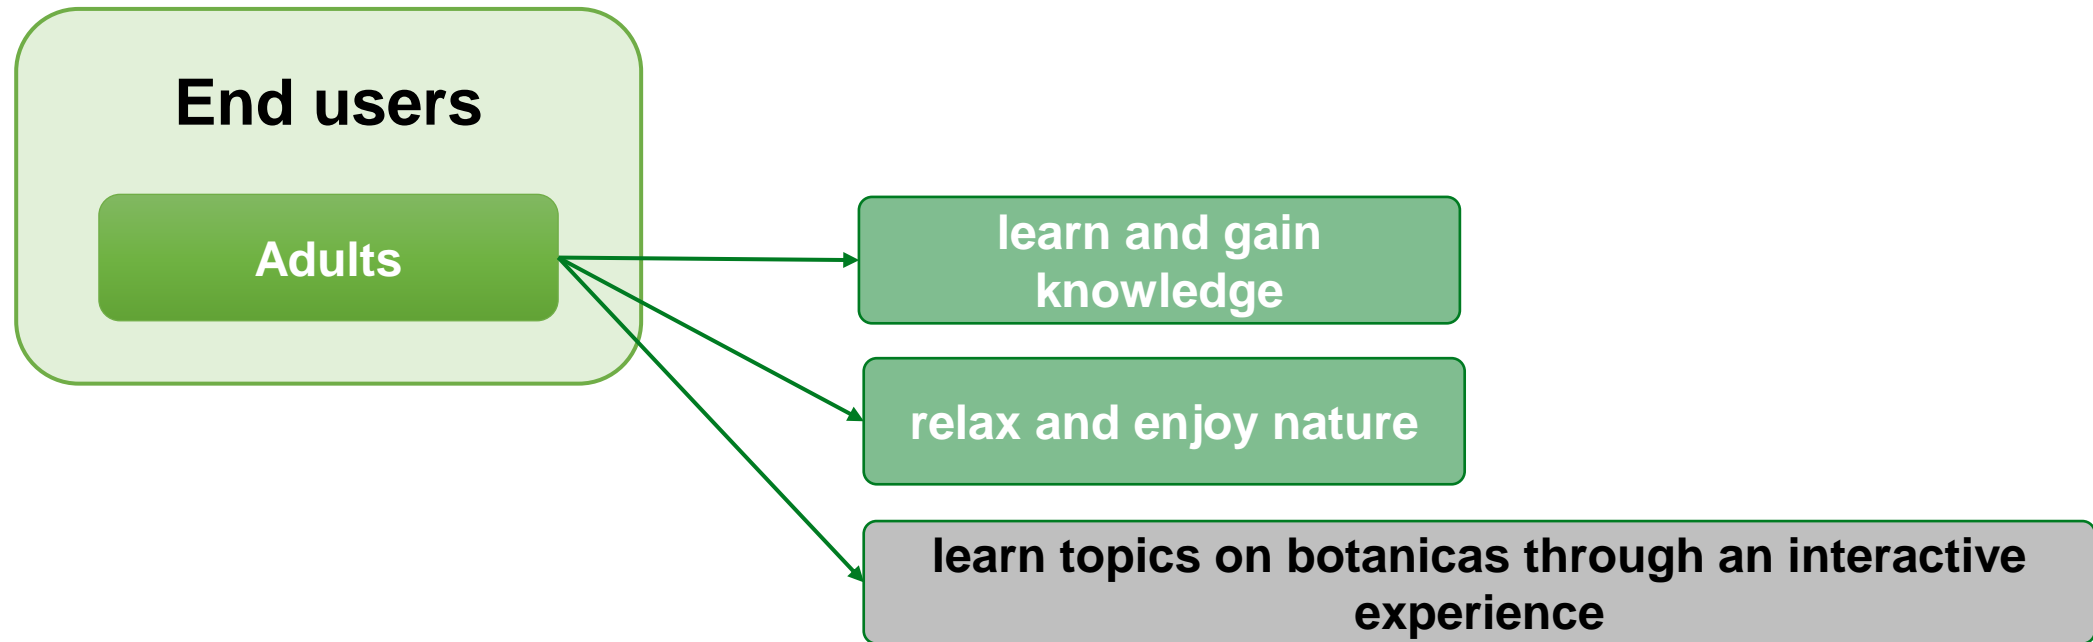 End users
Adults
learn and gain
knowledge
relax and enjoy nature
learn topics on botanicas through an interactive
experience